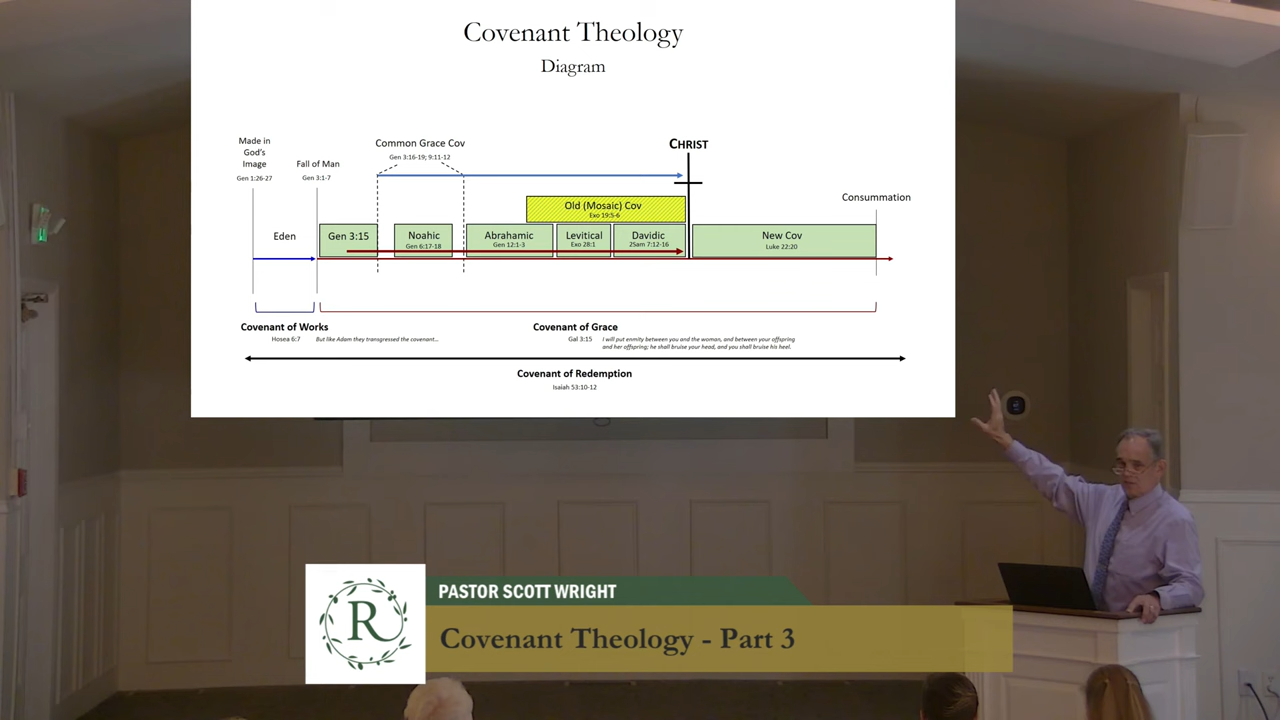 Covenant Theology
Diagram
Made in
God's
Image
Gen 1:26-27
Fall of Man
Gen 3:1-7
Common Grace Cov
Gen 3:16-19; 9:11-12
CHRIST
Consummation
Old (Mosaic) Cov
Exo 19:5-6
Eden
Gen 3:15
Noahic
Gen 6:17-18
Abrahamic
Gen 12:1-3
Levitical
Exo 28:1
Davidic
2Sam 7:12-16
New Cov
Luke 22:20
Covenant of Works
Hosea 6:7 But like Adam they transgressed the covenant...
Covenant of Grace
Gal 3:15 I will put enmity between you and the woman, and between your offspring
and her offspring; he shall bruise your head, and you shall bruise his heel.
Covenant of Redemption
Isaiah 53:10-12
R
PASTOR SCOTT WRIGHT
Covenant Theology - Part 3